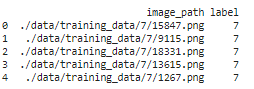 image_path label
0 ./data/training_data/7/15847.png 7
1 ./data/training_data/7/9115.png 7
2 ./data/training_data/7/18331.png 7
3 ./data/training_data/7/13615.png 7
4 ./data/training_data/7/1267.png 7